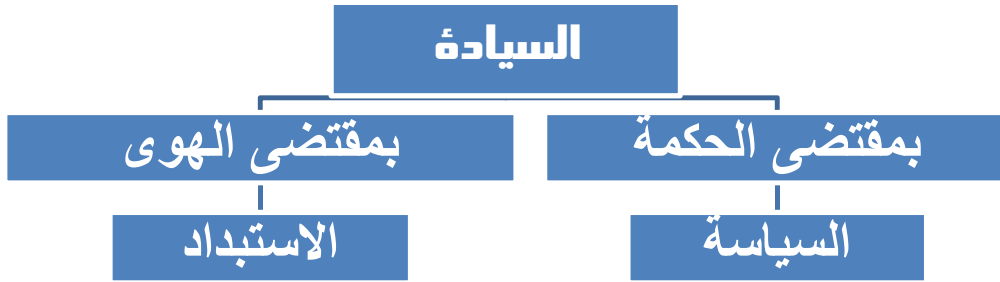 السيادة
بمقتضى الحكمة
بمقتضى الهوى
السياسة
الاستبداد